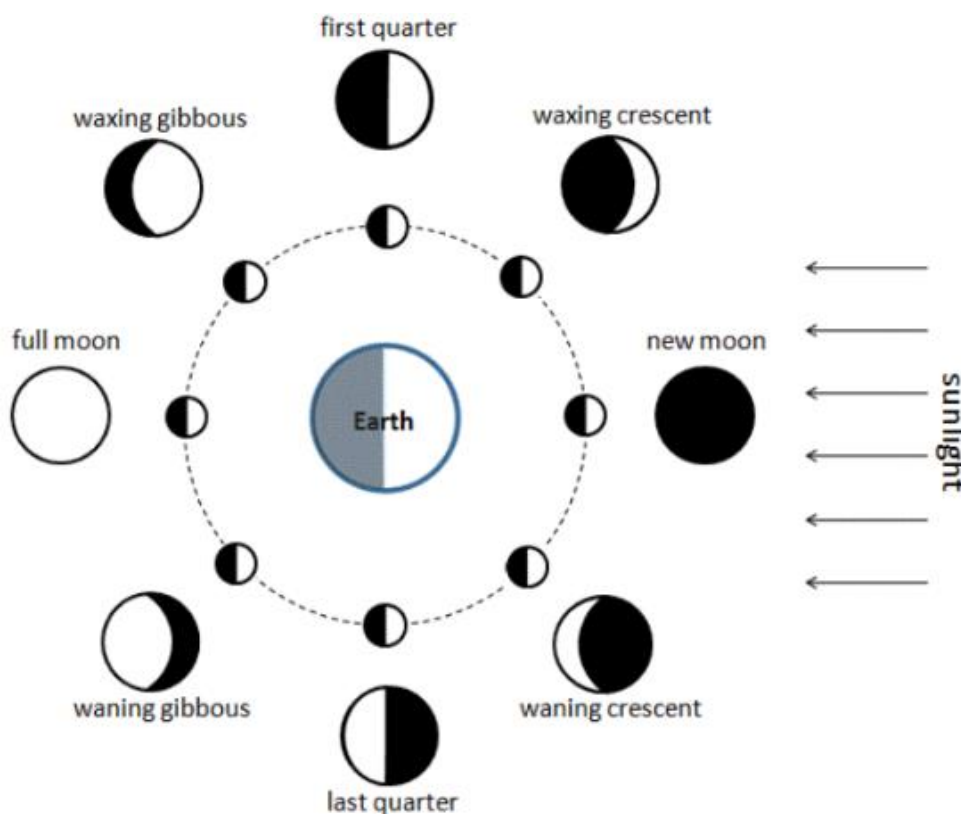 first quarter
waxing gibbous
waxing crescent
full moon
new moon
Earth
sunlight
waning gibbous
waning crescent
last quarter